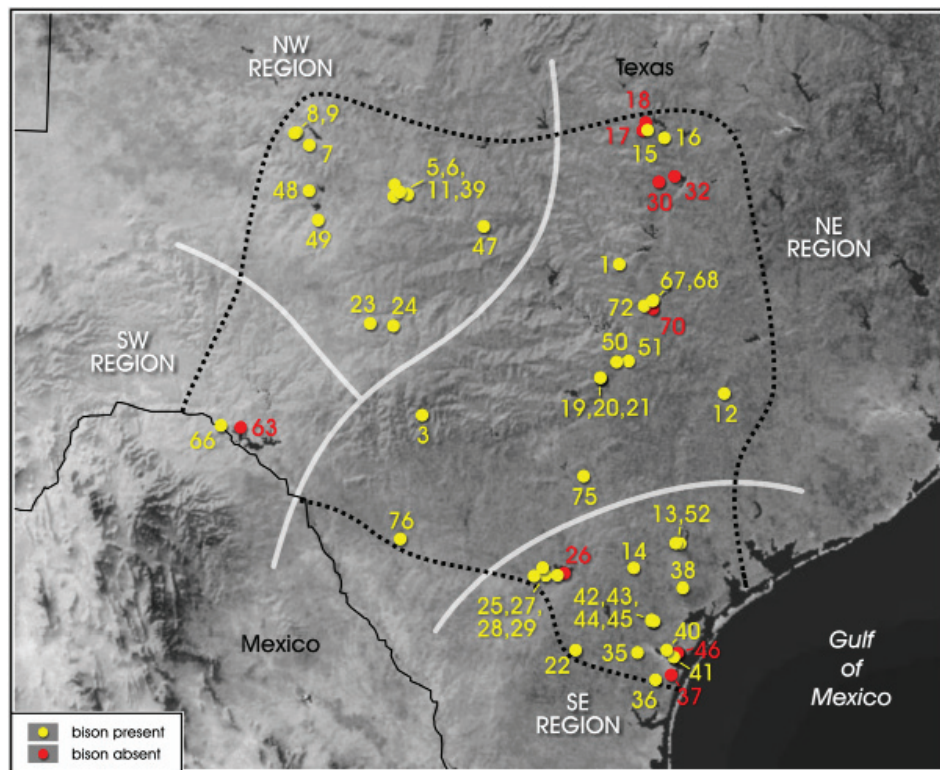 NW
REGION
Texas
18
8,9
17
16
15
7
5,6,
11,39
48
30
32
49
47
NE
REGION
1
67,68
72
23
24
70
SW
REGION
50
51
19,20,21
12
3
66
63
75
13,52
76
26
14
38
25,27,
28,29
42,43,
44,45
40
46
Mexico
22
35
41
36
37
Gulf
of
Mexico
SE
REGION
bison present
bison absent